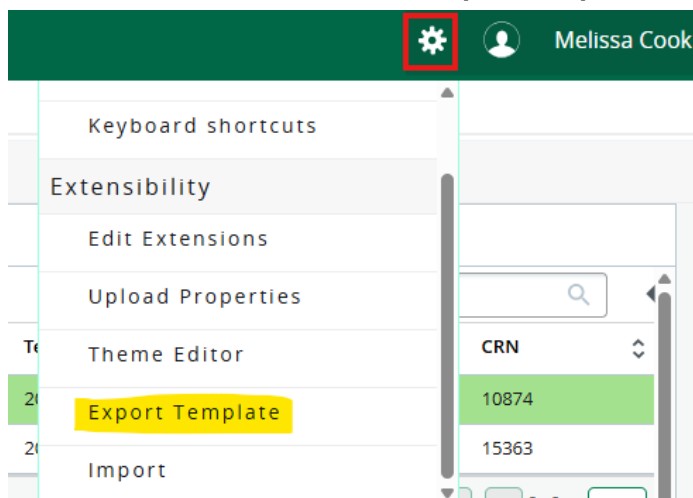 Melissa Cook
Keyboard shortcuts
Extensibility
Edit Extensions
Upload Properties
Theme Editor
CRN
Export Template
10874
15363
Import